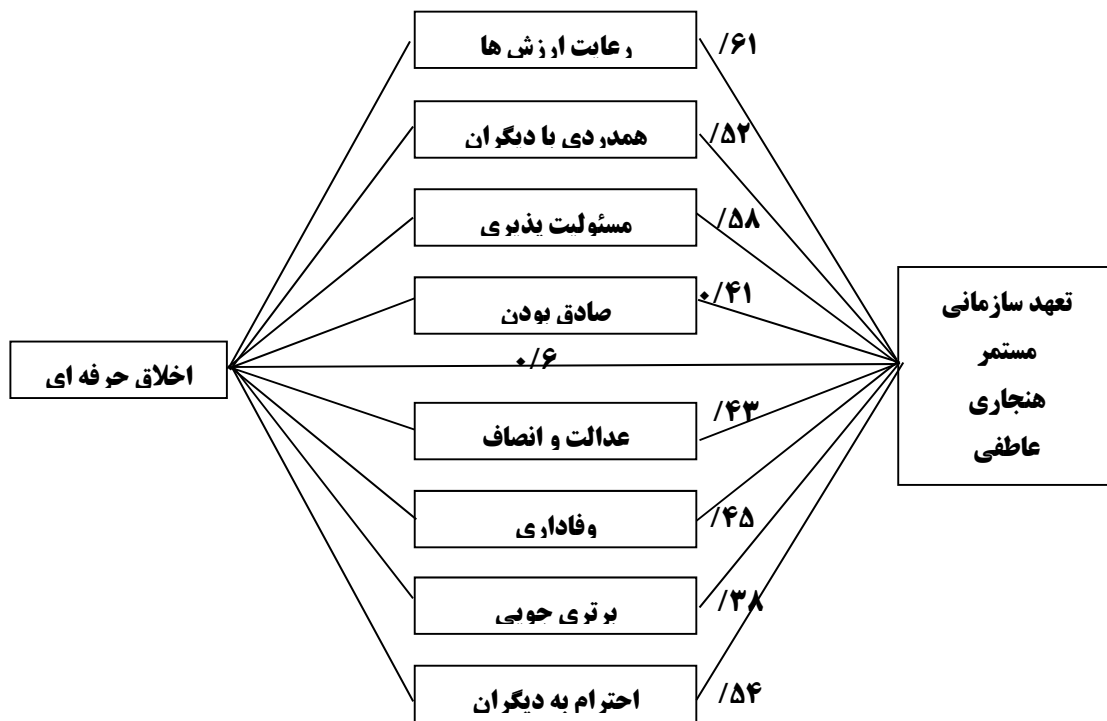 رعایت ارزش ها
/۶۱
همدردی با دیگران
/۵۲
مسئولیت پذیری
/۵۸
صادق بودن
۰/۴۱
۰/۶
اخلاق حرفه ای
تعهد سازمانی
مستمر
هنجاری
عاطفی
عدالت و انصاف
/۴۳
وفاداری
/۴۵
برتری جویی
/۳۸
احترام به دیگران
/۵۴